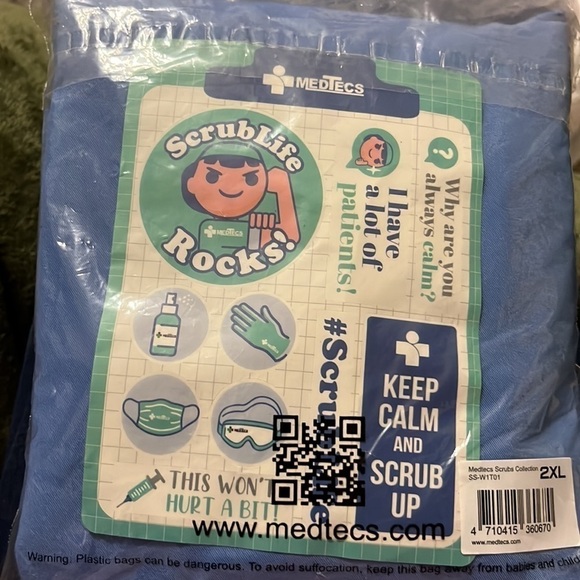 MEDTECS
ScrubLife
Rocks!
MEDTECS
Why are you
always calm?
I have
a lot of
patients!
?
KEEP
CALM
AND
SCRUB
UP
medtecs
THIS WON'T
HURT A BIT!
www.medtecs.com
Medtecs Scrubs Collection
SS-W1T01
2XL
4 710415 360670
www.medtecs.com
Warning: Plastic bags can be dangerous. To avoid suffocation, keep this bag away from babies and